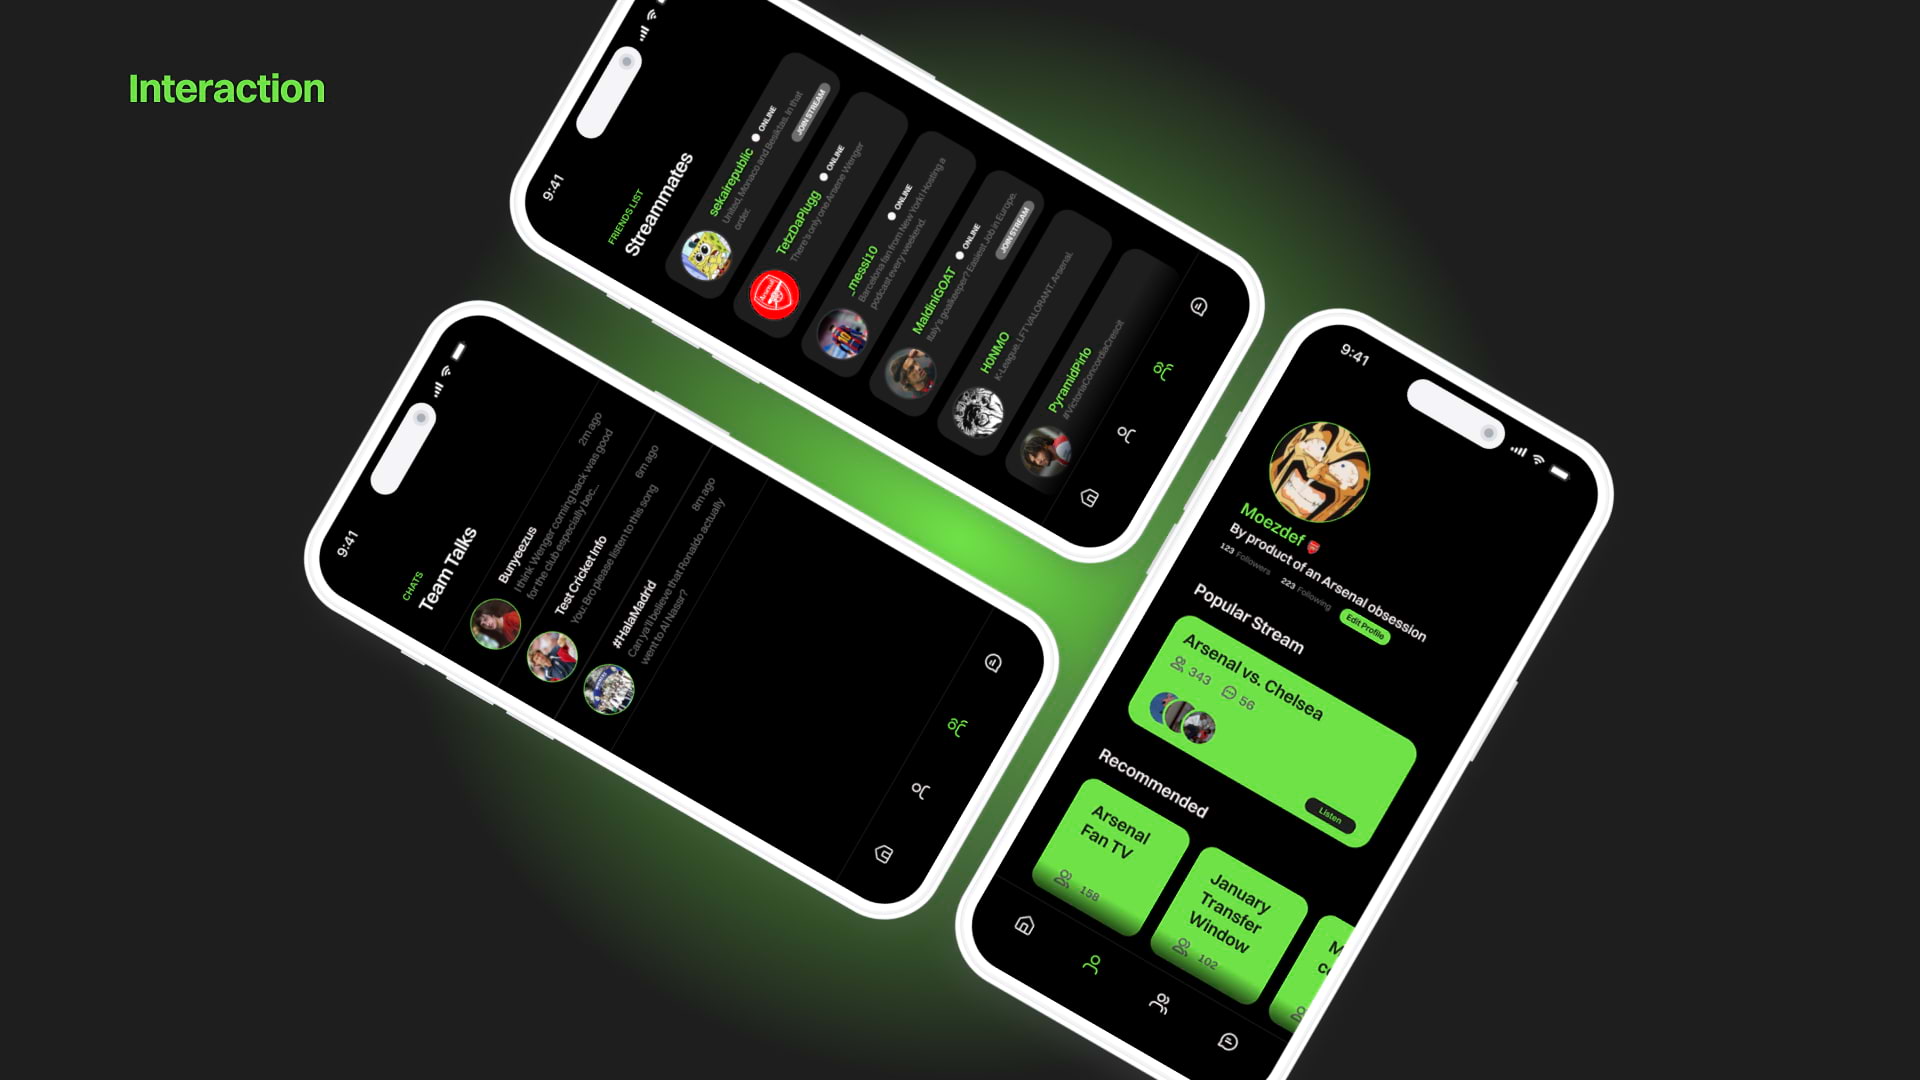 Interaction
9:41
FRIENDS LIST
Streammates
sekairepublic
ONLINE
United, Monaco and Besiktas. In that
order.
JOIN STREAM
TetzDaPlugg
ONLINE
There's only one Arsene Wenger
_messi10
ONLINE
Barcelona fan from New York! Hosting a
podcast every weekend.
MaldiniGOAT
ONLINE
Italy's goalkeeper? Easiest Job in Europe.
JOIN STREAM
H0NMO
K-League. LFT VALORANT. Arsenal.
PyramidPirlo
#VictoriaConcordiaCrescit
9:41
CHATS
Team Talks
Bunyeezus
2m ago
I think Wenger coming back was good
for the club especially bec...
Test Cricket Info
6m ago
You: Bro please listen to this song
#HalaMadrid
8m ago
Can ya'll believe that Ronaldo actually
went to Al Nassr?
9:41
Moezdef
By product of an Arsenal obsession
123 Followers 223 Following
Edit Profile
Popular Stream
Arsenal vs. Chelsea
343 56
Listen
Recommended
Arsenal
Fan TV
158
January
Transfer
Window
102